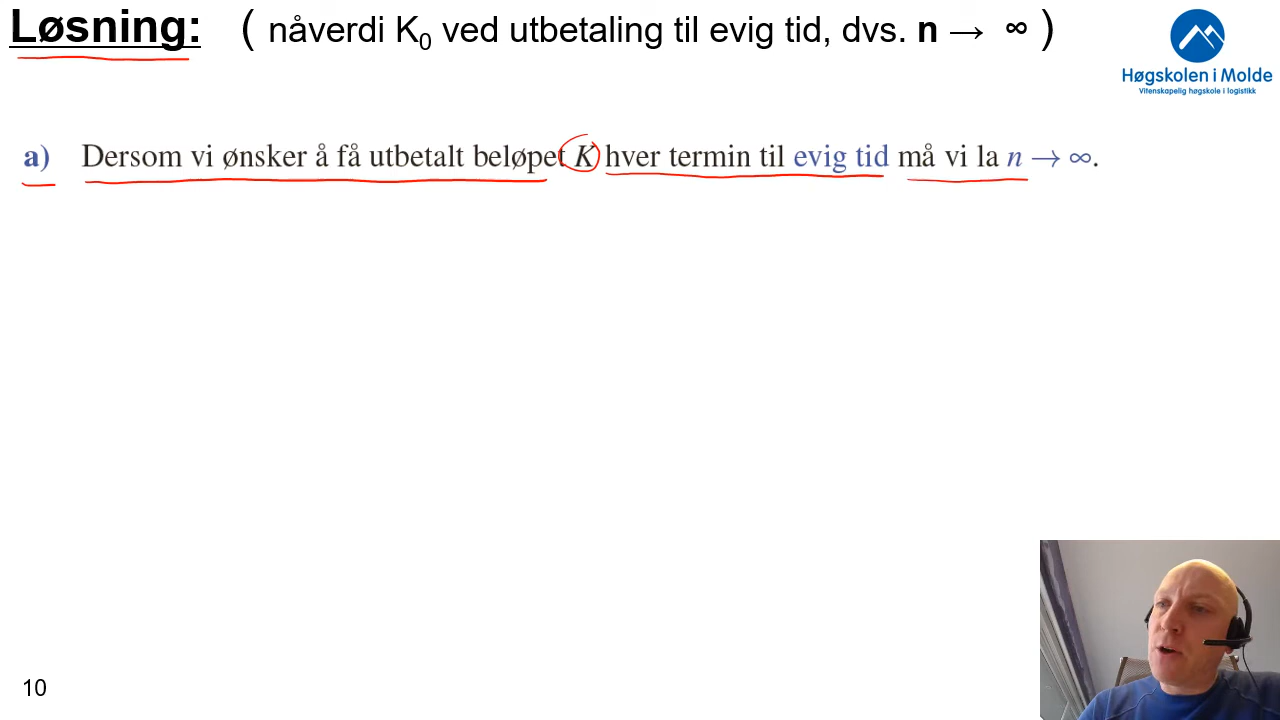 Løsning: ( nåverdi K₀ ved utbetaling til evig tid, dvs. n → ∞ )
Høgskolen i Molde
Vitenskapelig høgskole i logistikk
a) Dersom vi ønsker å få utbetalt beløpet K hver termin til evig tid må vi la n → ∞.
10